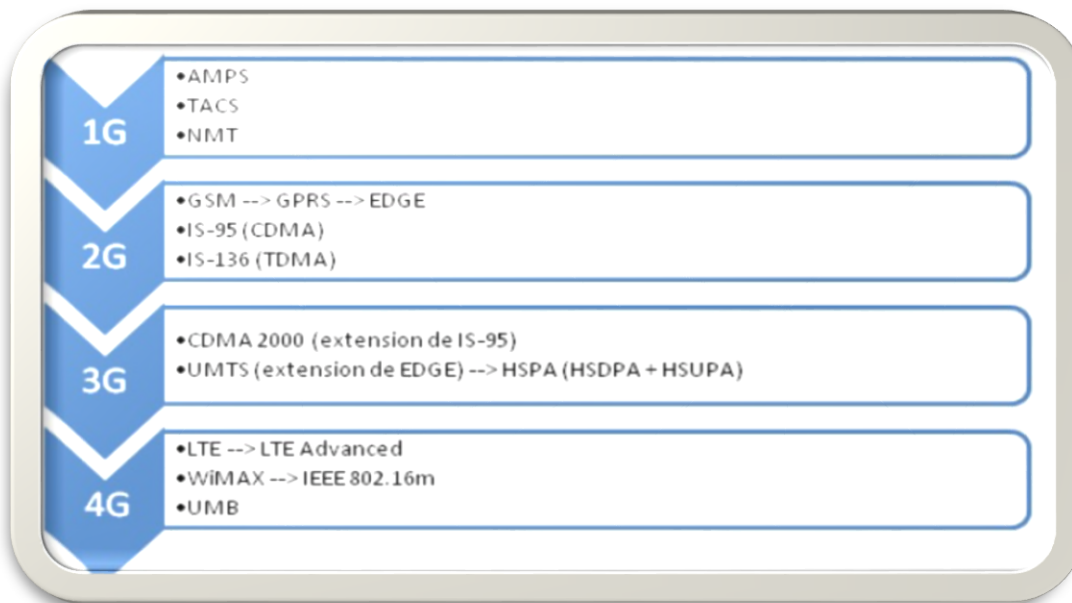 1G
•AMPS
•TACS
•NMT
2G
•GSM --> GPRS --> EDGE
•IS-95 (CDMA)
•IS-136 (TDMA)
3G
•CDMA 2000 (extension de IS-95)
•UMTS (extension de EDGE) --> HSPA (HSDPA + HSUPA)
4G
•LTE --> LTE Advanced
•WiMAX --> IEEE 802.16m
•UMB